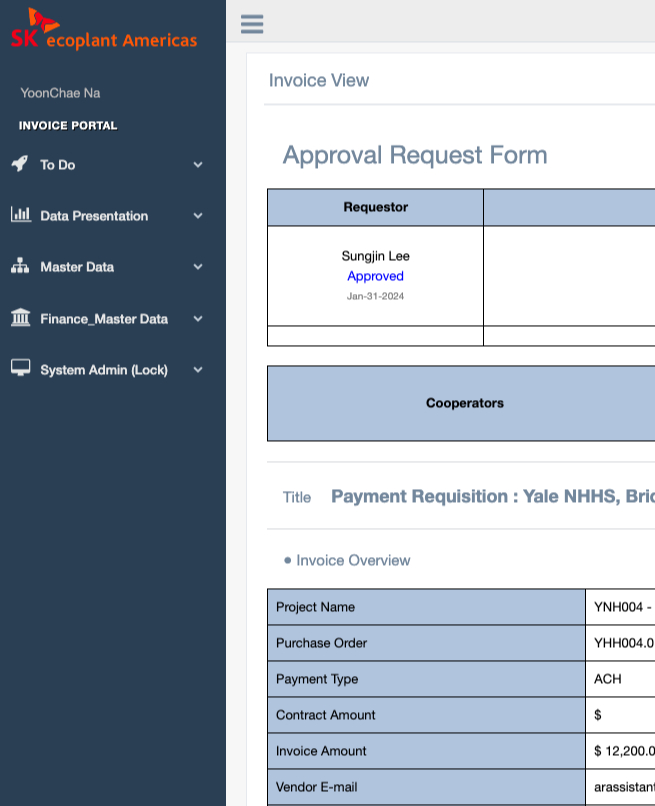 SK ecoplant Americas
YoonChae Na
INVOICE PORTAL
To Do
Data Presentation
Master Data
Finance_Master Data
System Admin (Lock)
Invoice View
Approval Request Form
Requestor
Sungjin Lee
Approved
Jan-31-2024
Cooperators
Title Payment Requisition : Yale NHHS,
• Invoice Overview
Project Name YNH004 -
Purchase Order YHH004.0
Payment Type ACH
Contract Amount $
Invoice Amount $ 12,200.0
Vendor E-mail arassistant